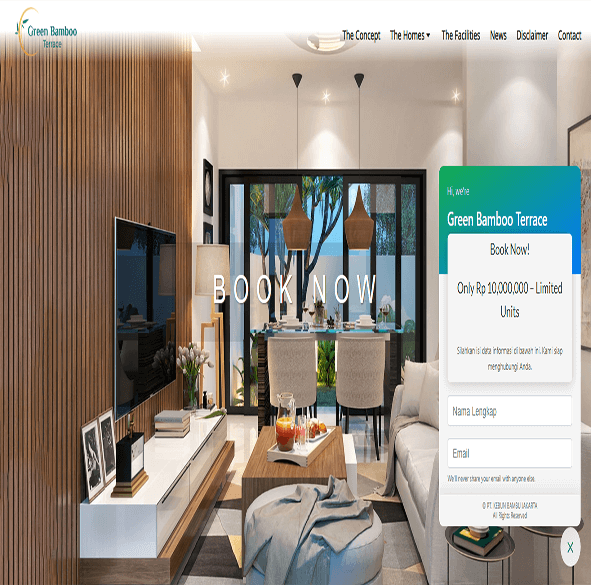 Green Bamboo
Terrace
The Concept The Homes The Facilities News Disclaimer Contact
BOOK NOW
Hi, we're
Green Bamboo Terrace
Book Now!
Only Rp 10,000,000 – Limited
Units
Silahkan isi data informasi di bawah ini. Kami siap
menghubungi Anda.
Nama Lengkap
Email
We'll never share your email with anyone else.
© PT. KEBUN BAMBU JAKARTA
All Rights Reserved
X